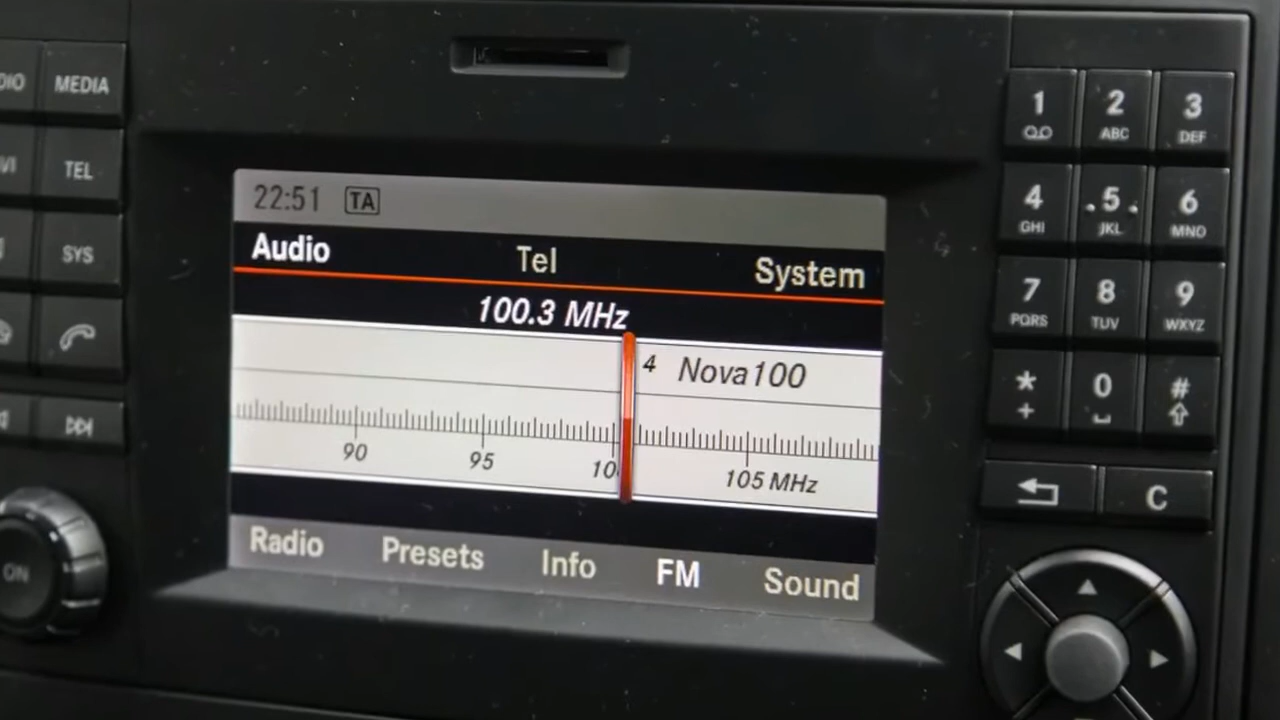 MEDIA
TEL
SYS
ON
22:51 TA
Audio Tel System
100.3 MHz
4 Nova100
90 95 10 105 MHz
Radio Presets Info FM Sound
1 2 3
ABC DEF
4 5 6
GHI JKL MNO
7 8 9
PQRS TUV WXYZ
* 0 #
+
C